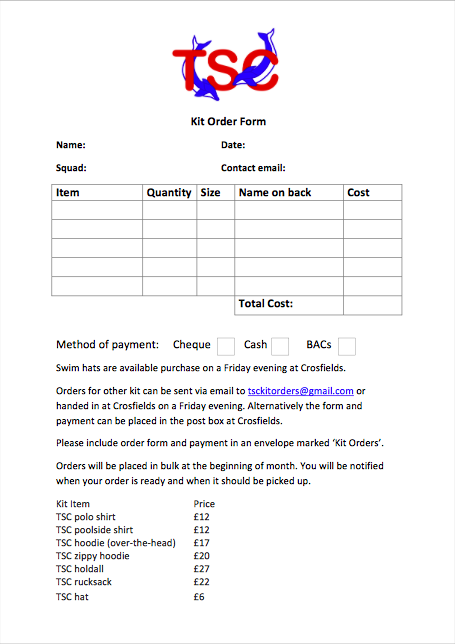 TSC
Kit Order Form
Name: Date:
Squad: Contact email:
Item Quantity Size Name on back Cost
Total Cost:
Method of payment: Cheque Cash BACs
Swim hats are available purchase on a Friday evening at Crosfields.
Orders for other kit can be sent via email to tsckitorders@gmail.com or
handed in at Crosfields on a Friday evening. Alternatively the form and
payment can be placed in the post box at Crosfields.
Please include order form and payment in an envelope marked ‘Kit Orders’.
Orders will be placed in bulk at the beginning of month. You will be notified
when your order is ready and when it should be picked up.
Kit Item Price
TSC polo shirt £12
TSC poolside shirt £12
TSC hoodie (over-the-head) £17
TSC zippy hoodie £20
TSC holdall £27
TSC rucksack £22
TSC hat £6